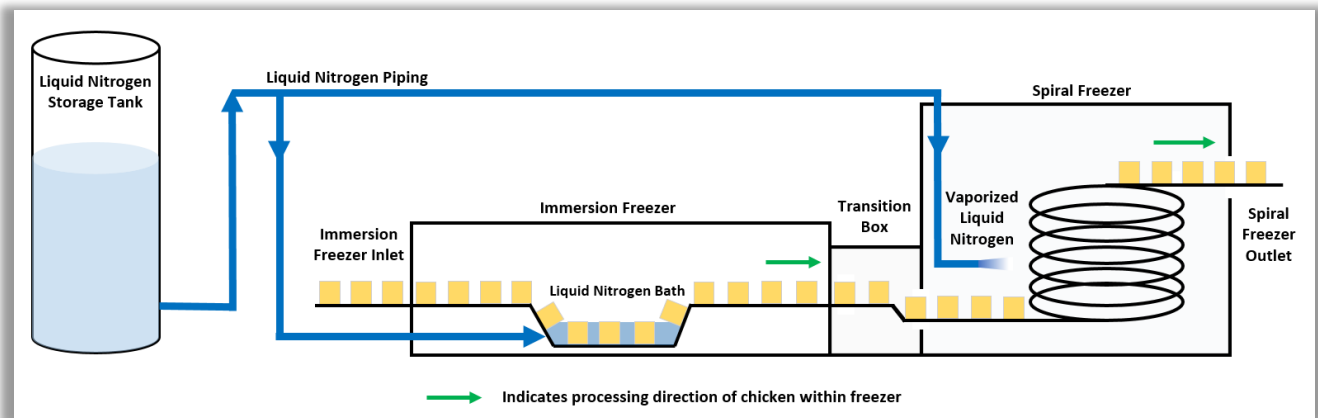 Liquid Nitrogen
Storage Tank
Liquid Nitrogen Piping
Spiral Freezer
Immersion Freezer
Transition
Box
Vaporized
Liquid
Nitrogen
Immersion
Freezer Inlet
Liquid Nitrogen Bath
Spiral
Freezer
Outlet
Indicates processing direction of chicken within freezer